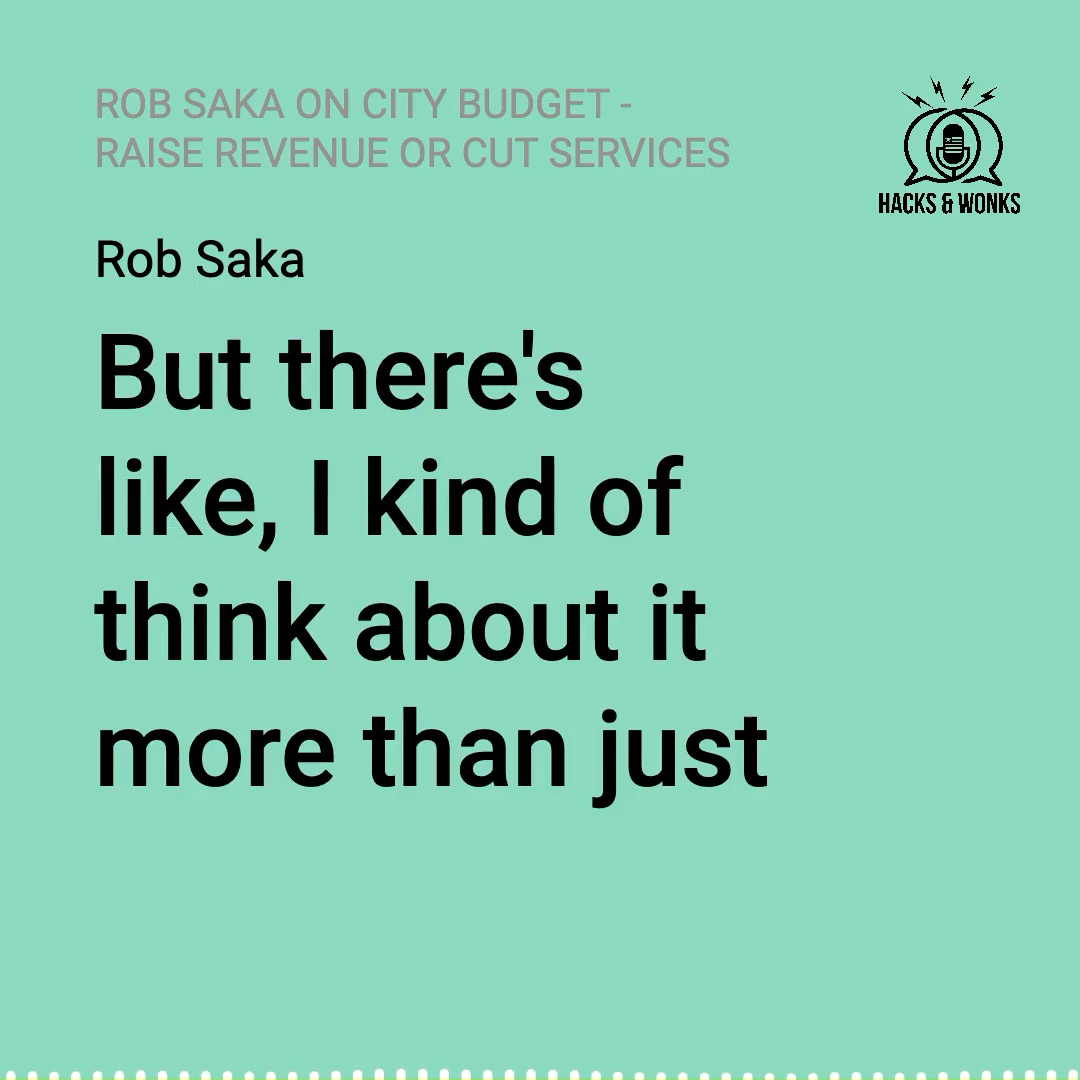 ROB SAKA ON CITY BUDGET -
RAISE REVENUE OR CUT SERVICES
HACKS & WONKS
Rob Saka
But there's
like, I kind of
think about it
more than just